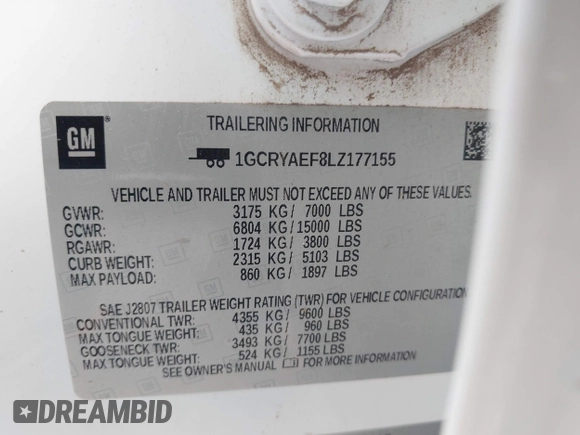 GM
TRAILERING INFORMATION
1GCRYAEF8LZ177155
VEHICLE AND TRAILER MUST NOT EXCEED ANY OF THESE VALUES.
GVWR: 3175 KG / 7000 LBS
GCWR: 6804 KG / 15000 LBS
RGAWR: 1724 KG / 3800 LBS
CURB WEIGHT: 2315 KG / 5103 LBS
MAX PAYLOAD: 860 KG / 1897 LBS
SAE J2807 TRAILER WEIGHT RATING (TWR) FOR VEHICLE CONFIGURATION
CONVENTIONAL TWR: 4355 KG / 9600 LBS
MAX TONGUE WEIGHT: 435 KG / 960 LBS
GOOSENECK TWR: 3493 KG / 7700 LBS
MAX TONGUE WEIGHT: 524 KG / 1155 LBS
SEE OWNER'S MANUAL FOR MORE INFORMATION
DREAMBID